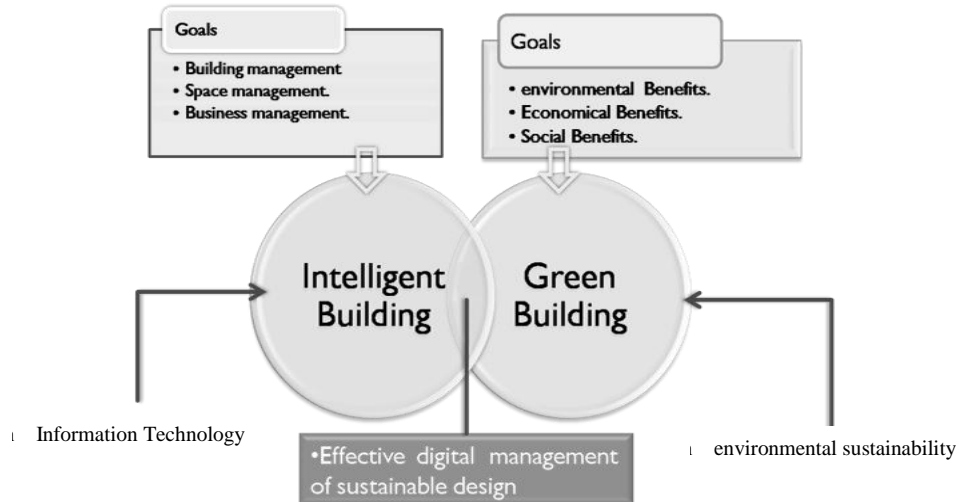 Goals
• Building management
• Space management.
• Business management.
Goals
• environmental Benefits.
• Economical Benefits.
• Social Benefits.
Intelligent
Building
Green
Building
Information Technology
environmental sustainability
•Effective digital management
of sustainable design